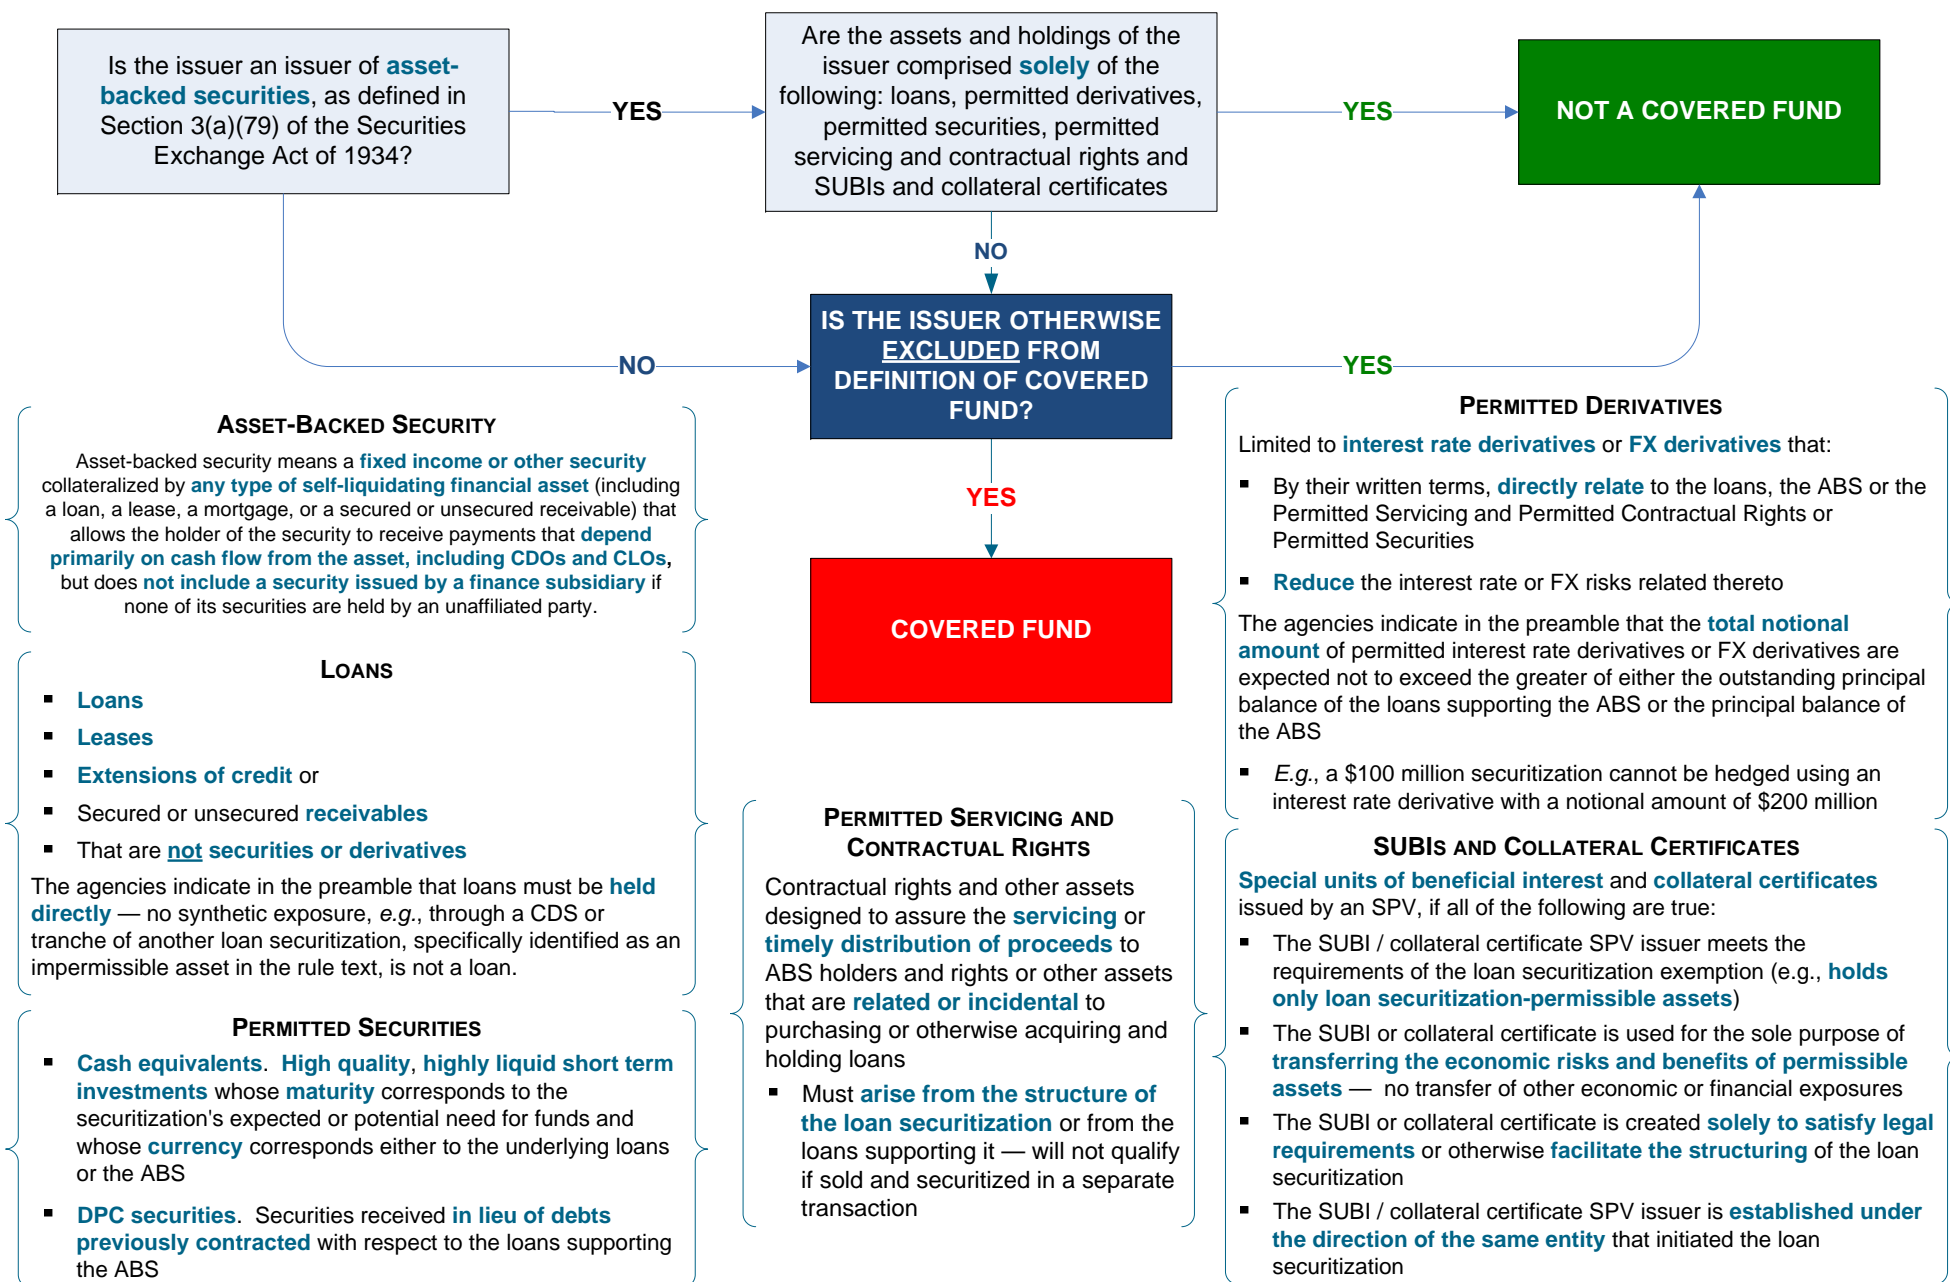 Is the issuer an issuer of asset-
backed securities, as defined in
Section 3(a)(79) of the Securities
Exchange Act of 1934?
YES
Are the assets and holdings of the
issuer comprised solely of the
following: loans, permitted derivatives,
permitted securities, permitted
servicing and contractual rights and
SUBIs and collateral certificates
YES
NOT A COVERED FUND
NO
NO
IS THE ISSUER OTHERWISE
EXCLUDED FROM
DEFINITION OF COVERED
FUND?
YES
YES
COVERED FUND
ASSET-BACKED SECURITY
Asset-backed security means a fixed income or other security
collateralized by any type of self-liquidating financial asset (including
a loan, a lease, a mortgage, or a secured or unsecured receivable) that
allows the holder of the security to receive payments that depend
primarily on cash flow from the asset, including CDOs and CLOs,
but does not include a security issued by a finance subsidiary if
none of its securities are held by an unaffiliated party.
LOANS
▪ Loans
▪ Leases
▪ Extensions of credit or
▪ Secured or unsecured receivables
▪ That are not securities or derivatives
The agencies indicate in the preamble that loans must be held
directly — no synthetic exposure, e.g., through a CDS or
tranche of another loan securitization, specifically identified as an
impermissible asset in the rule text, is not a loan.
PERMITTED SECURITIES
▪ Cash equivalents. High quality, highly liquid short term
investments whose maturity corresponds to the
securitization's expected or potential need for funds and
whose currency corresponds either to the underlying loans
or the ABS
▪ DPC securities. Securities received in lieu of debts
previously contracted with respect to the loans supporting
the ABS
PERMITTED SERVICING AND
CONTRACTUAL RIGHTS
Contractual rights and other assets
designed to assure the servicing or
timely distribution of proceeds to
ABS holders and rights or other assets
that are related or incidental to
purchasing or otherwise acquiring and
holding loans
▪ Must arise from the structure of
the loan securitization or from the
loans supporting it — will not qualify
if sold and securitized in a separate
transaction
PERMITTED DERIVATIVES
Limited to interest rate derivatives or FX derivatives that:
▪ By their written terms, directly relate to the loans, the ABS or the
Permitted Servicing and Permitted Contractual Rights or
Permitted Securities
▪ Reduce the interest rate or FX risks related thereto
The agencies indicate in the preamble that the total notional
amount of permitted interest rate derivatives or FX derivatives are
expected not to exceed the greater of either the outstanding principal
balance of the loans supporting the ABS or the principal balance of
the ABS
▪ E.g., a $100 million securitization cannot be hedged using an
interest rate derivative with a notional amount of $200 million
SUBIS AND COLLATERAL CERTIFICATES
Special units of beneficial interest and collateral certificates
issued by an SPV, if all of the following are true:
▪ The SUBI / collateral certificate SPV issuer meets the
requirements of the loan securitization exemption (e.g., holds
only loan securitization-permissible assets)
▪ The SUBI or collateral certificate is used for the sole purpose of
transferring the economic risks and benefits of permissible
assets — no transfer of other economic or financial exposures
▪ The SUBI or collateral certificate is created solely to satisfy legal
requirements or otherwise facilitate the structuring of the loan
securitization
▪ The SUBI / collateral certificate SPV issuer is established under
the direction of the same entity that initiated the loan
securitization